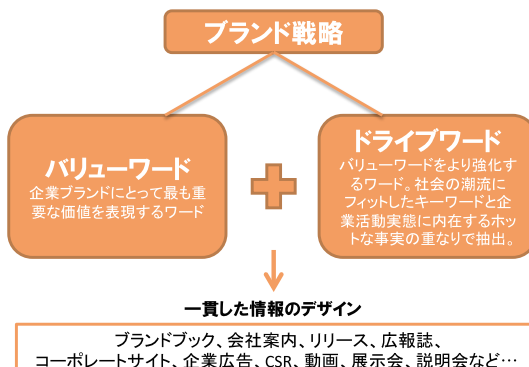 ブランド戦略
バリューワード
企業ブランドにとって最も重
要な価値を表現するワード
ドライブワード
バリューワードをより強化す
るワード。社会の潮流に
フィットしたキーワードと企
業活動実態に内在するホッ
トな事実の重なりで抽出。
一貫した情報のデザイン
ブランドブック、会社案内、リリース、広報誌、
コーポレートサイト、企業広告、CSR、動画、展示会、説明会など…